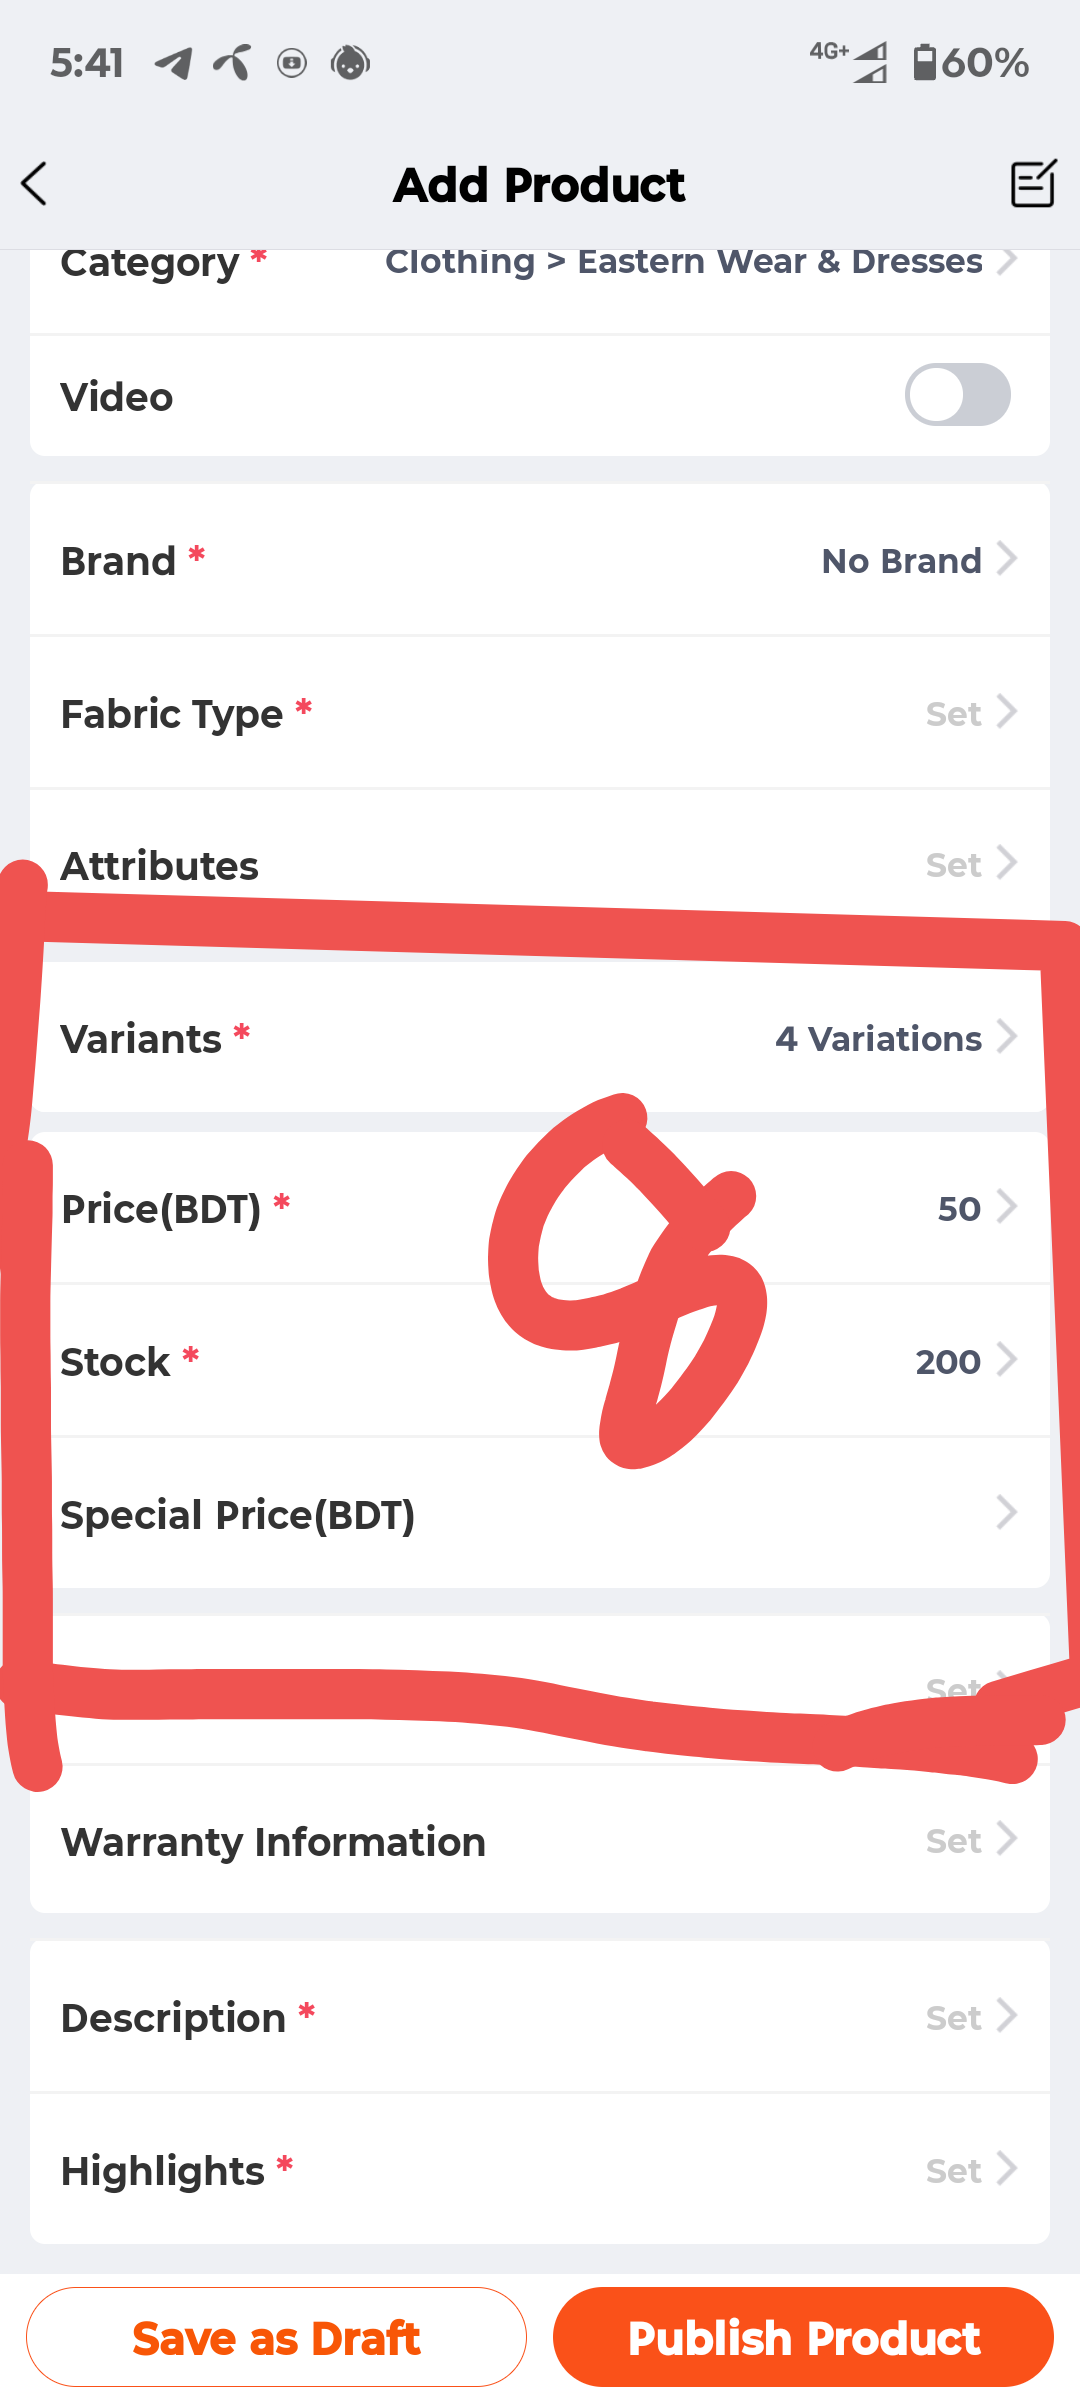 5:41 4G+ 60%
Add Product
Category * Clothing > Eastern Wear & Dresses
Video
Brand * No Brand
Fabric Type * Set
Attributes Set
Variants * 4 Variations
Price(BDT) * 50
Stock * 200
Special Price(BDT)
Set
Warranty Information Set
Description * Set
Highlights * Set
Save as Draft Publish Product